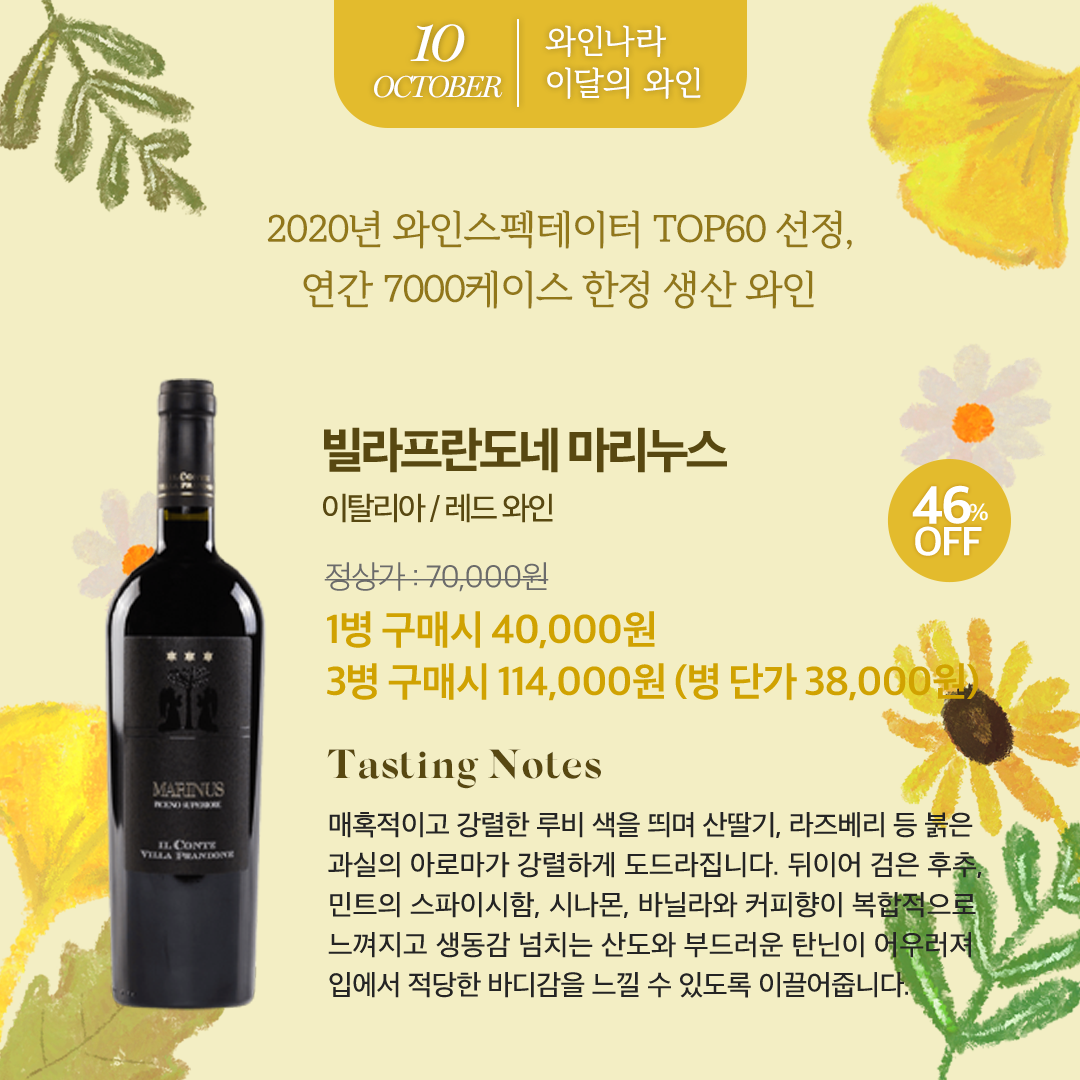 10
OCTOBER
와인나라
이달의 와인
2020년 와인스펙테이터 TOP60 선정,
연간 7000케이스 한정 생산 와인
빌라프란도네 마리누스
이탈리아 / 레드 와인
46%
OFF
정상가 : 70,000원
1병 구매시 40,000원
3병 구매시 114,000원 (병 단가 38,000원)
Tasting Notes
매혹적이고 강렬한 루비 색을 띄며 산딸기, 라즈베리 등 붉은
과실의 아로마가 강렬하게 도드라집니다. 뒤이어 검은 후추,
민트의 스파이시함, 시나몬, 바닐라와 커피향이 복합적으로
느껴지고 생동감 넘치는 산도와 부드러운 탄닌이 어우러져
입에서 적당한 바디감을 느낄 수 있도록 이끌어줍니다.
IL CONTE
VILLA PRANDONE
MARINUS
PICENO SUPERIORE
IL CONTE
VILLA PRANDONE